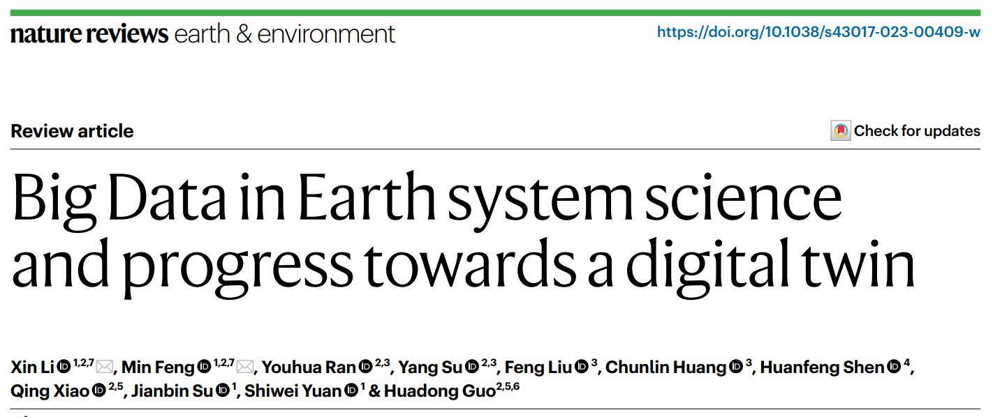 nature reviews earth & environment
https://doi.org/10.1038/s43017-023-00409-w
Review article
Check for updates
Big Data in Earth system science
and progress towards a digital twin
Xin Li 1,2,7, Min Feng 1,2,7, Youhua Ran 2,3, Yang Su 2,3, Feng Liu 3, Chunlin Huang 3, Huanfeng Shen 4,
Qing Xiao 2,5, Jianbin Su 1, Shiwei Yuan 1 & Huadong Guo2,5,6